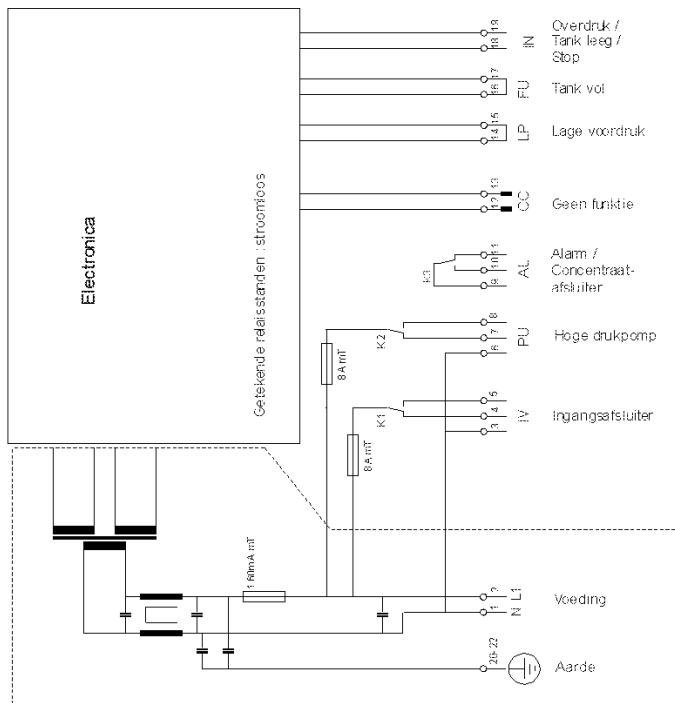 Electronica
Getekende relaisstanden : stroomloos
19
18
IN
Overdruk /
Tank leeg /
Stop
17
16
FU
Tank vol
15
14
LP
Lage voordruk
13
12
CC
Geen funktie
K3
11
10
9
AL
Alarm /
Concentraat-
afsluiter
8A mT
K2
8
7
6
PU
Hoge drukpomp
8A mT
K1
5
4
3
IV
Ingangsafsluiter
160mA mT
2
L1
1
N
Voeding
20-22
Aarde